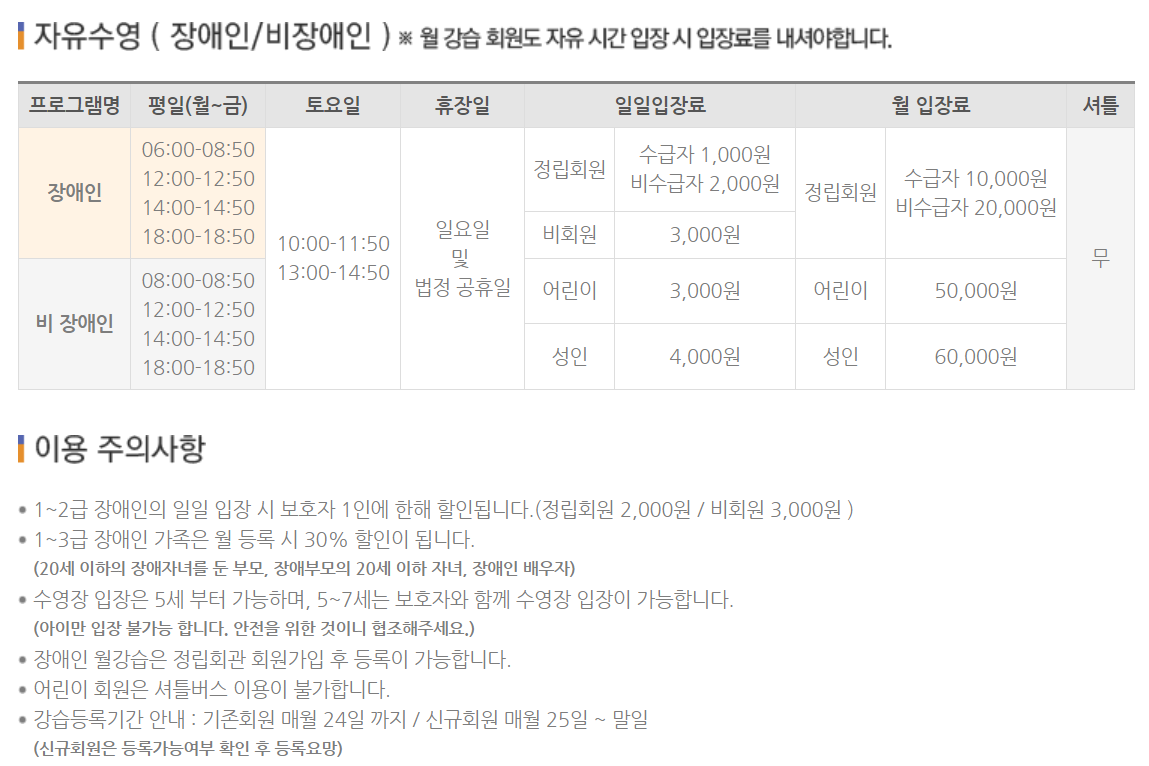 자유수영 ( 장애인/비장애인 ) ※ 월 강습 회원도 자유 시간 입장 시 입장료를 내셔야합니다.
프로그램명 평일(월~금) 토요일 휴장일 일일입장료 월 입장료 셔틀
장애인
06:00-08:50
12:00-12:50
14:00-14:50
18:00-18:50
10:00-11:50
13:00-14:50
일요일
및
법정 공휴일
정립회원
수급자 1,000원
비수급자 2,000원
비회원 3,000원
정립회원
수급자 10,000원
비수급자 20,000원
무
비 장애인
08:00-08:50
12:00-12:50
14:00-14:50
18:00-18:50
어린이 3,000원 어린이 50,000원
성인 4,000원 성인 60,000원
이용 주의사항
• 1~2급 장애인의 일일 입장 시 보호자 1인에 한해 할인됩니다.(정립회원 2,000원 / 비회원 3,000원 )
• 1~3급 장애인 가족은 월 등록 시 30% 할인이 됩니다.
(20세 이하의 장애자녀를 둔 부모, 장애부모의 20세 이하 자녀, 장애인 배우자)
• 수영장 입장은 5세 부터 가능하며, 5~7세는 보호자와 함께 수영장 입장이 가능합니다.
(아이만 입장 불가능 합니다. 안전을 위한 것이니 협조해주세요.)
• 장애인 월강습은 정립회관 회원가입 후 등록이 가능합니다.
• 어린이 회원은 셔틀버스 이용이 불가합니다.
• 강습등록기간 안내 : 기존회원 매월 24일 까지 / 신규회원 매월 25일 ~ 말일
(신규회원은 등록가능여부 확인 후 등록요망)